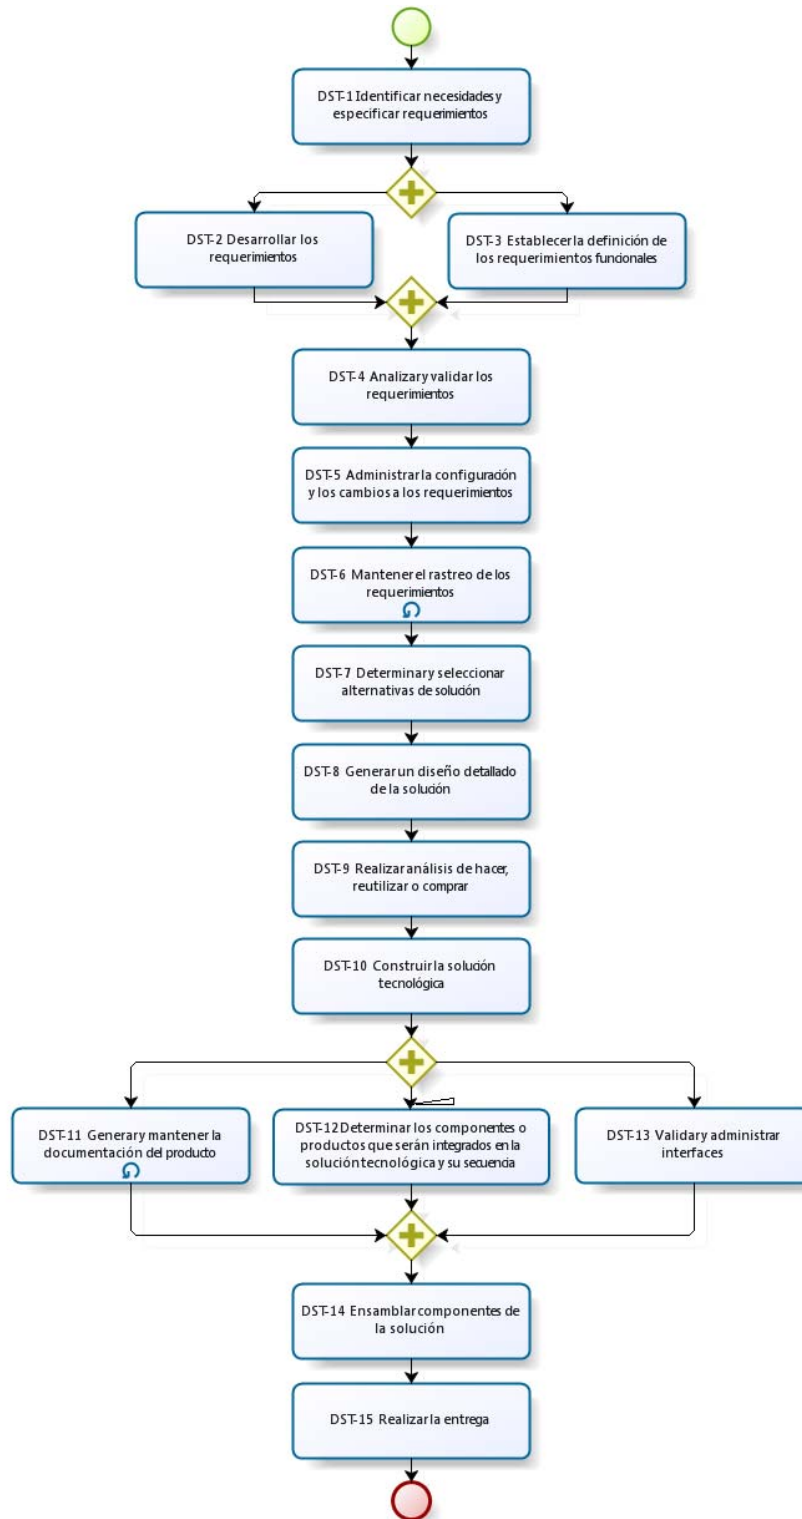 DST-1 Identificar necesidades y
especificar requerimientos
DST-2 Desarrollar los
requerimientos
DST-3 Establecer la definición de
los requerimientos funcionales
DST-4 Analizar y validar los
requerimientos
DST-5 Administrar la configuración
y los cambios a los requerimientos
DST-6 Mantener el rastreo de los
requerimientos
DST-7 Determinar y seleccionar
alternativas de solución
DST-8 Generar un diseño detallado
de la solución
DST-9 Realizar análisis de hacer,
reutilizar o comprar
DST-10 Construir la solución
tecnológica
DST-11 Generar y mantener la
documentación del producto
DST-12 Determinar los componentes o
productos que serán integrados en la
solución tecnológica y su secuencia
DST-13 Validar y administrar
interfaces
DST-14 Ensamblar componentes de
la solución
DST-15 Realizar la entrega